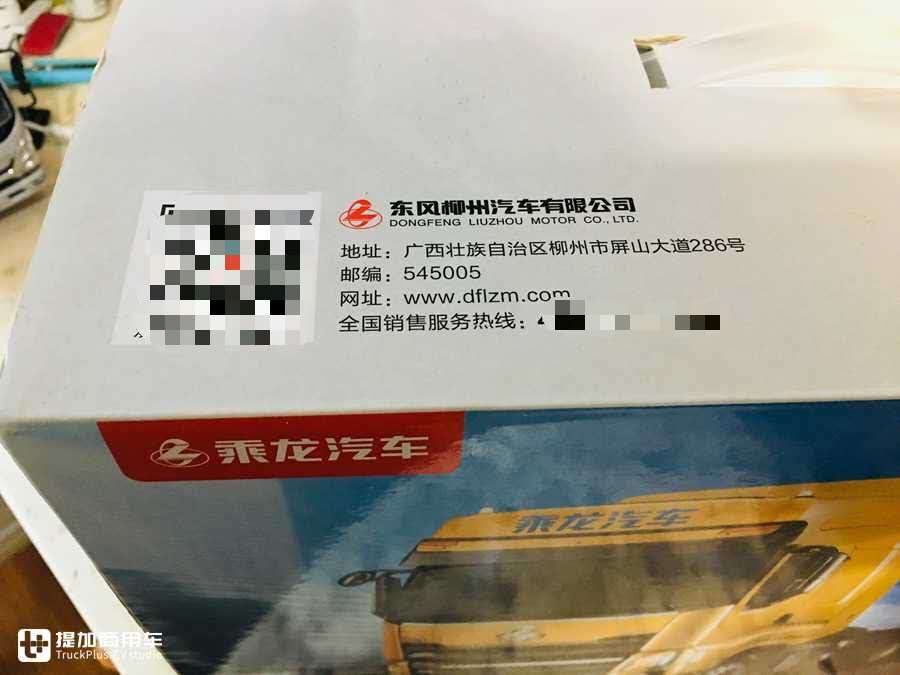 东风柳州汽车有限公司
DONGFENG LIUZHOU MOTOR CO., LTD.
地址：广西壮族自治区柳州市屏山大道286号
邮编：545005
网址：www.dflzm.com
全国销售服务热线：
乘龙汽车
乘龙汽车
提加商用车
TruckPlus.CVstudio